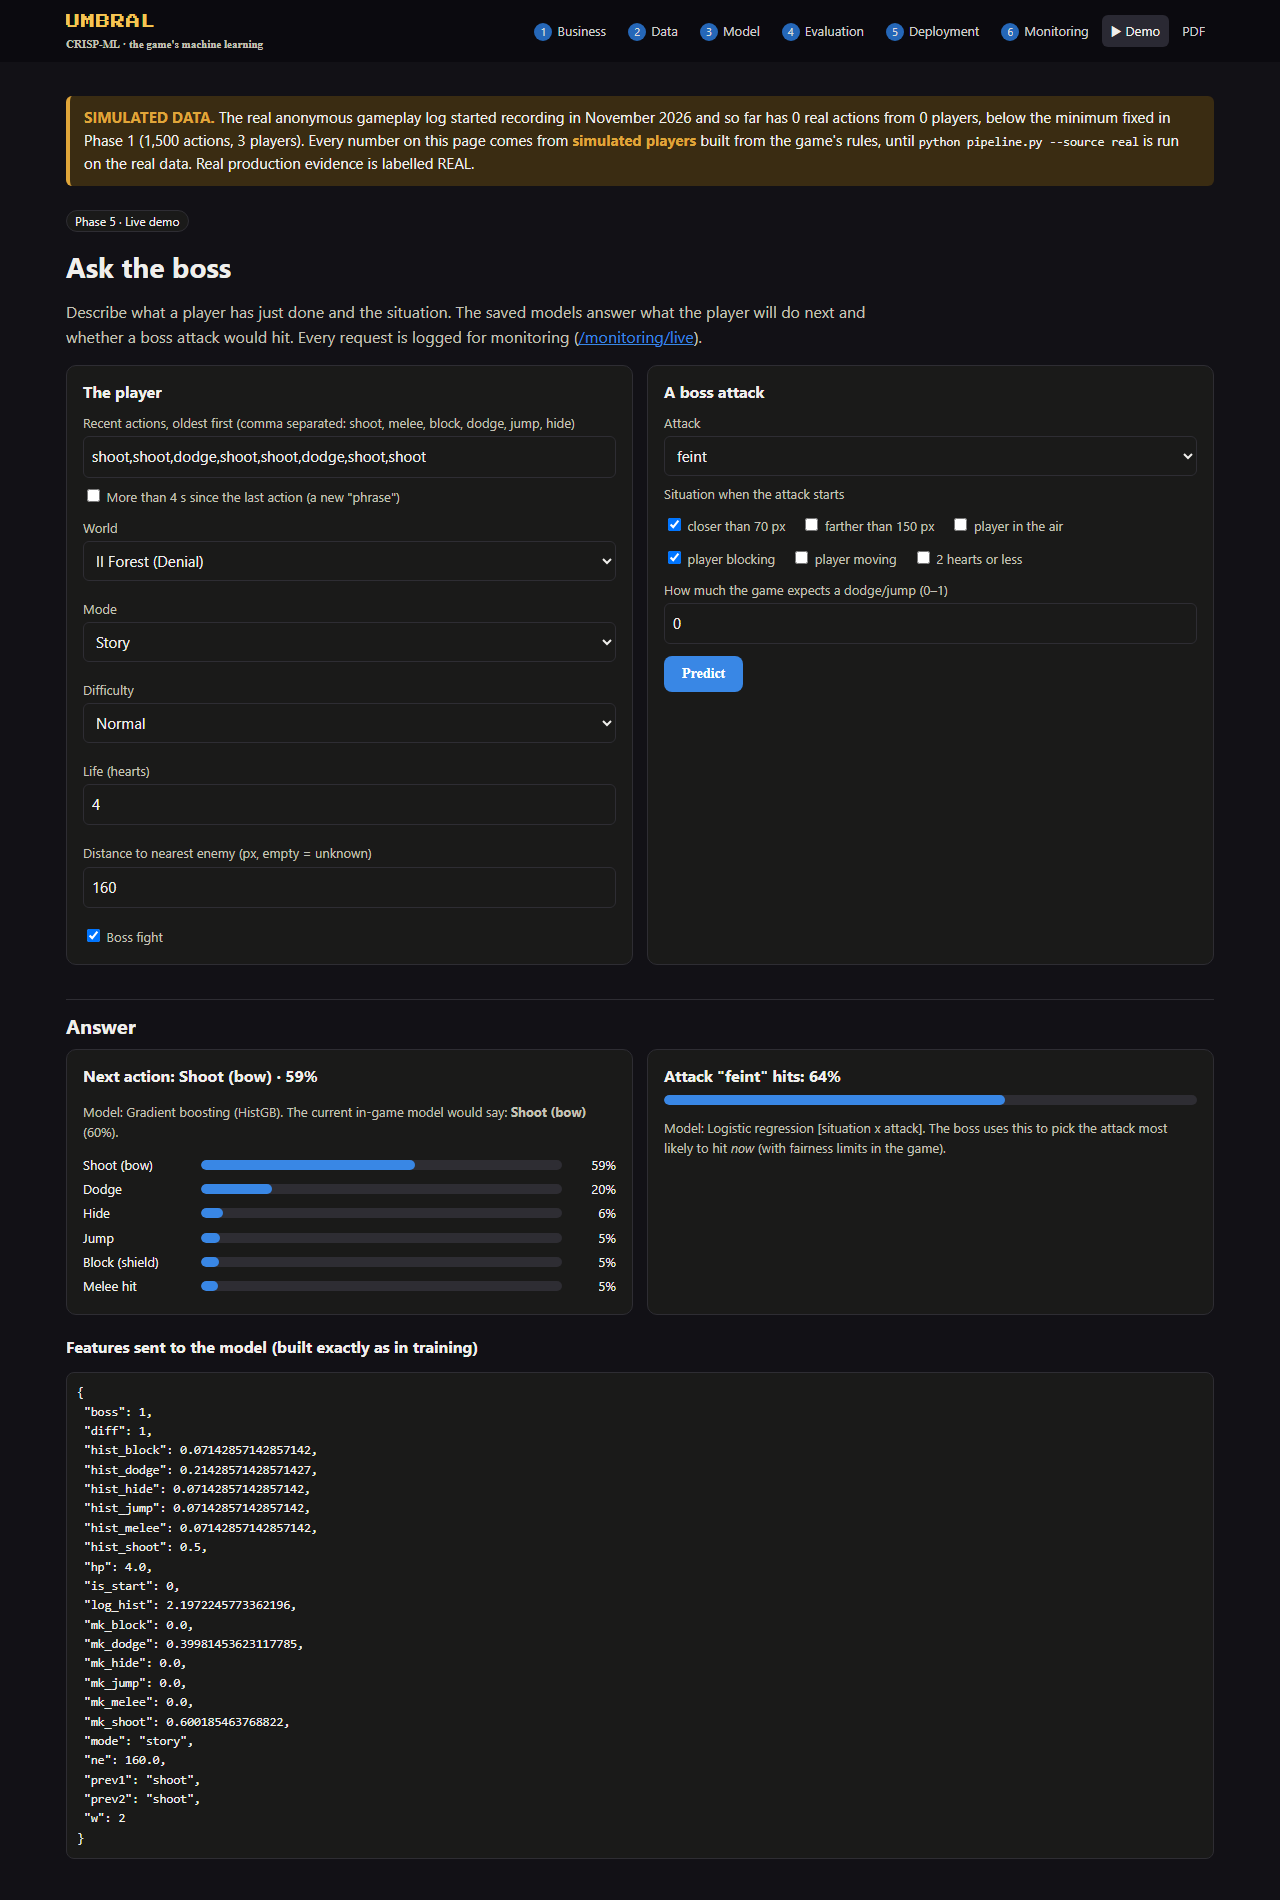 UMBRAL
CRISP-ML · the game's machine learning
1 Business
2 Data
3 Model
4 Evaluation
5 Deployment
6 Monitoring
▶ Demo
PDF
SIMULATED DATA. The real anonymous gameplay log started recording in November 2026 and so far has 0 real actions from 0 players, below the minimum fixed in
Phase 1 (1,500 actions, 3 players). Every number on this page comes from simulated players built from the game's rules, until python pipeline.py --source real is run
on the real data. Real production evidence is labelled REAL.
Phase 5 · Live demo
Ask the boss
Describe what a player has just done and the situation. The saved models answer what the player will do next and
whether a boss attack would hit. Every request is logged for monitoring (/monitoring/live).
The player
Recent actions, oldest first (comma separated: shoot, melee, block, dodge, jump, hide)
shoot,shoot,dodge,shoot,shoot,dodge,shoot,shoot
More than 4 s since the last action (a new "phrase")
World
II Forest (Denial)
Mode
Story
Difficulty
Normal
Life (hearts)
4
Distance to nearest enemy (px, empty = unknown)
160
Boss fight
A boss attack
Attack
feint
Situation when the attack starts
closer than 70 px
farther than 150 px
player in the air
player blocking
player moving
2 hearts or less
How much the game expects a dodge/jump (0–1)
0
Predict
Answer
Next action: Shoot (bow) · 59%
Model: Gradient boosting (HistGB). The current in-game model would say: Shoot (bow)
(60%).
Shoot (bow) 59%
Dodge 20%
Hide 6%
Jump 5%
Block (shield) 5%
Melee hit 5%
Attack "feint" hits: 64%
Model: Logistic regression [situation x attack]. The boss uses this to pick the attack most
likely to hit now (with fairness limits in the game).
Features sent to the model (built exactly as in training)
{
"boss": 1,
"diff": 1,
"hist_block": 0.07142857142857142,
"hist_dodge": 0.21428571428571427,
"hist_hide": 0.07142857142857142,
"hist_jump": 0.07142857142857142,
"hist_melee": 0.07142857142857142,
"hist_shoot": 0.5,
"hp": 4.0,
"is_start": 0,
"log_hist": 2.1972245773362196,
"mk_block": 0.0,
"mk_dodge": 0.39981453623117785,
"mk_hide": 0.0,
"mk_jump": 0.0,
"mk_melee": 0.0,
"mk_shoot": 0.600185463768822,
"mode": "story",
"ne": 160.0,
"prev1": "shoot",
"prev2": "shoot",
"w": 2
}